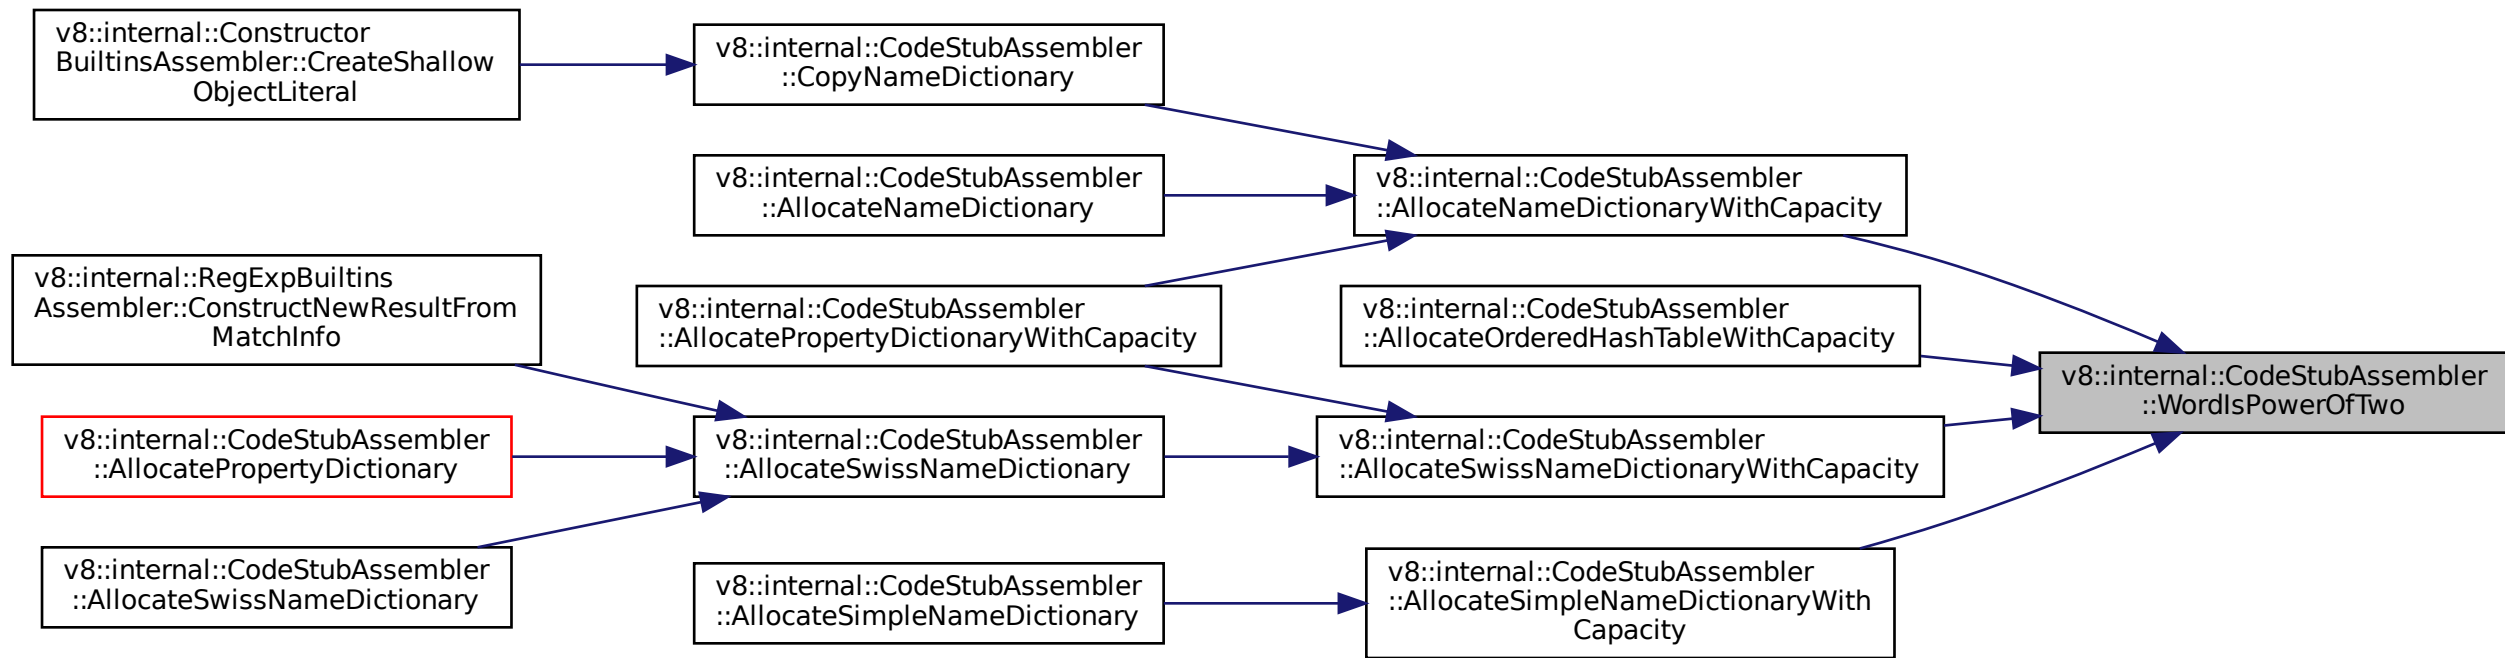 v8::internal::Constructor
BuiltinsAssembler::CreateShallow
ObjectLiteral
v8::internal::CodeStubAssembler
::CopyNameDictionary
v8::internal::CodeStubAssembler
::AllocateNameDictionary
v8::internal::CodeStubAssembler
::AllocateNameDictionaryWithCapacity
v8::internal::RegExpBuiltins
Assembler::ConstructNewResultFrom
MatchInfo
v8::internal::CodeStubAssembler
::AllocatePropertyDictionaryWithCapacity
v8::internal::CodeStubAssembler
::AllocateOrderedHashTableWithCapacity
v8::internal::CodeStubAssembler
::WordIsPowerOfTwo
v8::internal::CodeStubAssembler
::AllocatePropertyDictionary
v8::internal::CodeStubAssembler
::AllocateSwissNameDictionary
v8::internal::CodeStubAssembler
::AllocateSwissNameDictionaryWithCapacity
v8::internal::CodeStubAssembler
::AllocateSwissNameDictionary
v8::internal::CodeStubAssembler
::AllocateSimpleNameDictionary
v8::internal::CodeStubAssembler
::AllocateSimpleNameDictionaryWith
Capacity